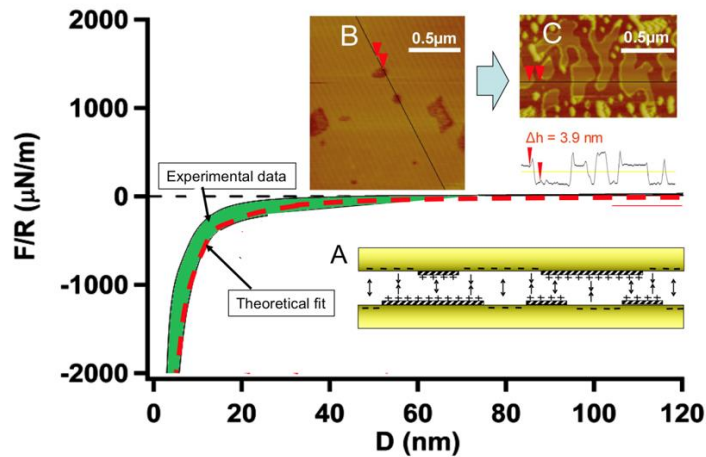 2000
1000
0
-1000
-2000
F/R (µN/m)
B
0.5µm
C
0.5µm
Δh = 3.9 nm
Experimental data
Theoretical fit
A
0
20
40
60
80
100
120
D (nm)